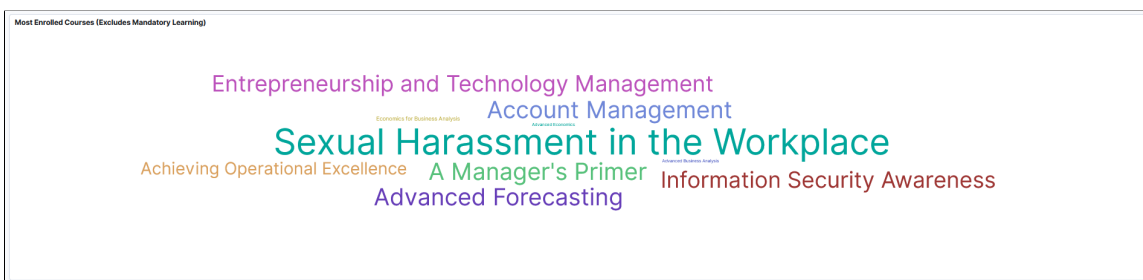 Most Enrolled Courses (Excludes Mandatory Learning)
Entrepreneurship and Technology Management
Account Management
Economics for Business Analysis
Advanced Economics
Sexual Harassment in the Workplace
Advanced Business Analysis
Achieving Operational Excellence
A Manager's Primer
Information Security Awareness
Advanced Forecasting